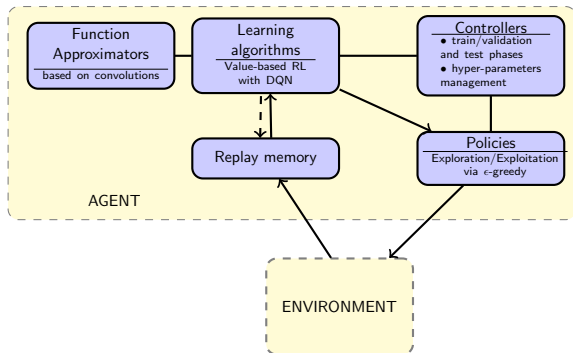 Function
Approximators
based on convolutions
Learning
algorithms
Value-based RL
with DQN
Controllers
• train/validation
and test phases
• hyper-parameters
management
Replay memory
Policies
Exploration/Exploitation
via ϵ-greedy
AGENT
ENVIRONMENT